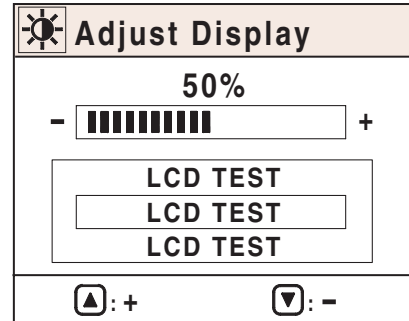 Adjust Display
50%
- +
LCD TEST
LCD TEST
LCD TEST
▲: + ▼: -